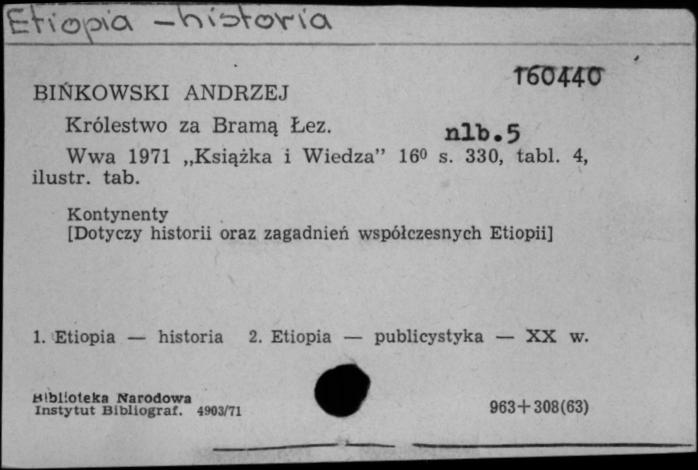 Etiopia - historia
160440
BIŃKOWSKI ANDRZEJ
Królestwo za Bramą Łez.
nlb.5
Wwa 1971 „Książka i Wiedza” 16⁰ s. 330, tabl. 4,
ilustr. tab.
Kontynenty
[Dotyczy historii oraz zagadnień współczesnych Etiopii]
1. Etiopia — historia 2. Etiopia — publicystyka — XX w.
Biblioteka Narodowa
Instytut Bibliograf. 4903/71
963+308(63)